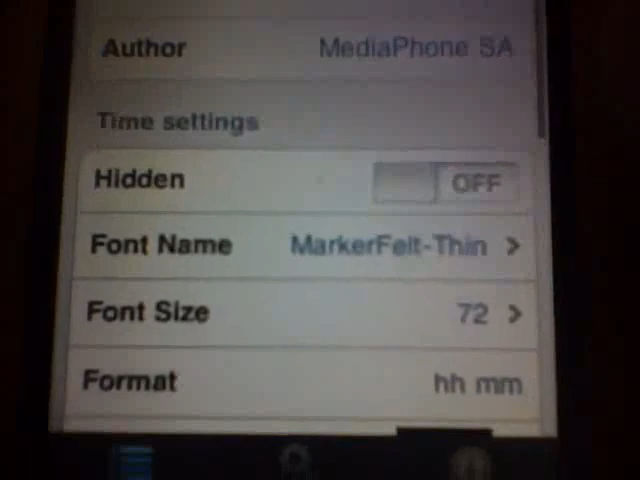 Author MediaPhone SA
Time settings
Hidden OFF
Font Name MarkerFelt-Thin >
Font Size 72 >
Format hh mm